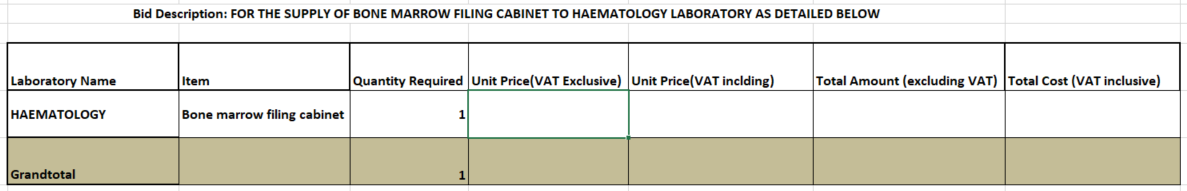 Bid Description: FOR THE SUPPLY OF BONE MARROW FILING CABINET TO HAEMATOLOGY LABORATORY AS DETAILED BELOW
Laboratory Name Item Quantity Required Unit Price(VAT Exclusive) Unit Price(VAT inclding) Total Amount (excluding VAT) Total Cost (VAT inclusive)
HAEMATOLOGY Bone marrow filing cabinet 1
Grandtotal 1